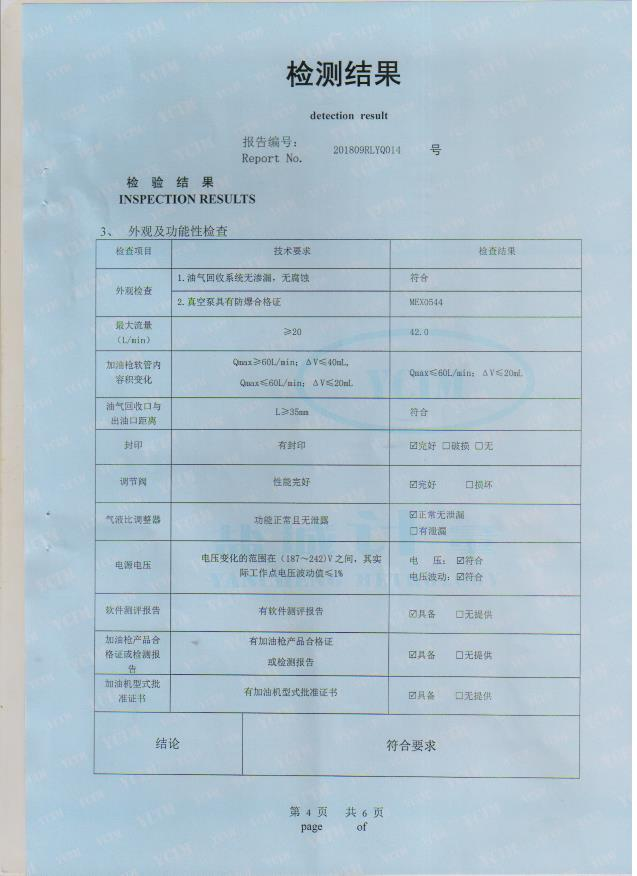 检测结果
detection result
报告编号：
Report No.
201809RLYQ014 号
检 验 结 果
INSPECTION RESULTS
3、 外观及功能性检查
检查项目 技术要求 检查结果
外观检查
1.油气回收系统无渗漏，无腐蚀 符合
2.真空泵具有防爆合格证 MEX0544
最大流量
（L/min）
≥20 42.0
加油枪软管内
容积变化
Qmax≥60L/min；ΔV≤40mL,
Qmax≤60L/min；ΔV≤20mL
Qmax≤60L/min；ΔV≤20mL
油气回收口与
出油口距离
L≥35mm 符合
封印 有封印 ☑完好 □破损 □无
调节阀 性能完好 ☑完好 □损坏
气液比调整器 功能正常且无泄露
☑正常无泄漏
□有泄漏
电源电压
电压变化的范围在（187～242)V之间，其实
际工作点电压波动值≤1%
电 压： ☑符合
电压波动：☑符合
软件测评报告 有软件测评报告 ☑具备 □无提供
加油枪产品合
格证或检测报
告
有加油枪产品合格证
或检测报告
☑具备 □无提供
加油机型式批
准证书
有加油机型式批准证书 ☑具备 □无提供
结论 符合要求
第 4 页 共 6 页
page of
YCIM